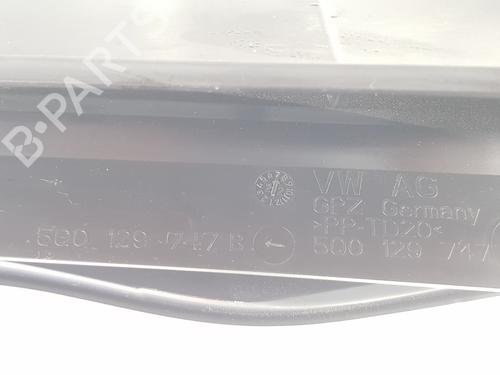 B-PARTS
VW AG
GPZ Germany
>PP-TD20<
5Q0 129 747 B
5Q0 129 747